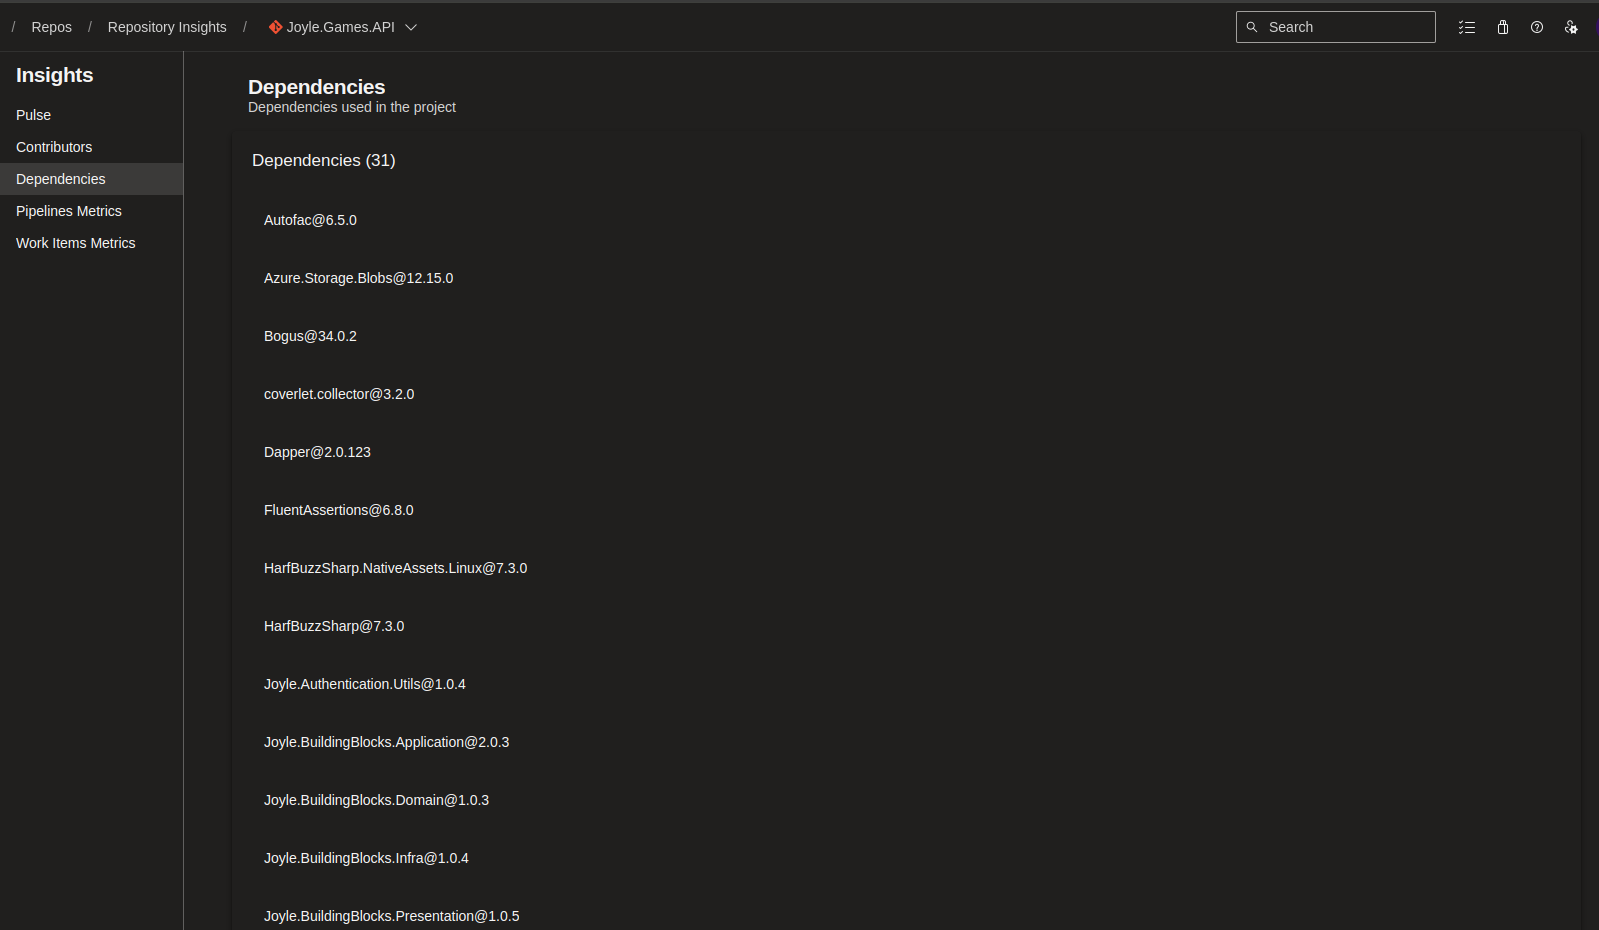 / Repos / Repository Insights / Joyle.Games.API
Search
Insights
Pulse
Contributors
Dependencies
Pipelines Metrics
Work Items Metrics
Dependencies
Dependencies used in the project
Dependencies (31)
Autofac@6.5.0
Azure.Storage.Blobs@12.15.0
Bogus@34.0.2
coverlet.collector@3.2.0
Dapper@2.0.123
FluentAssertions@6.8.0
HarfBuzzSharp.NativeAssets.Linux@7.3.0
HarfBuzzSharp@7.3.0
Joyle.Authentication.Utils@1.0.4
Joyle.BuildingBlocks.Application@2.0.3
Joyle.BuildingBlocks.Domain@1.0.3
Joyle.BuildingBlocks.Infra@1.0.4
Joyle.BuildingBlocks.Presentation@1.0.5